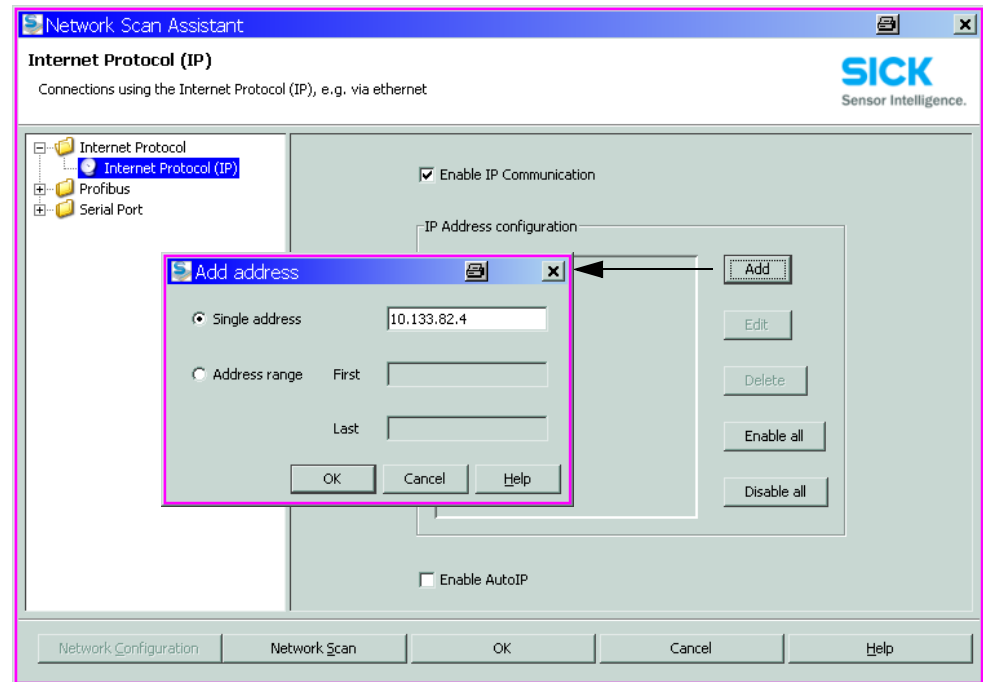 Network Scan Assistant
Internet Protocol (IP)
Connections using the Internet Protocol (IP), e.g. via ethernet
SICK
Sensor Intelligence.
Internet Protocol
Internet Protocol (IP)
Profibus
Serial Port
Enable IP Communication
IP Address configuration
Add
Edit
Delete
Enable all
Disable all
Add address
Single address 10.133.82.4
Address range First
Last
OK Cancel Help
Enable AutoIP
Network Configuration Network Scan OK Cancel Help